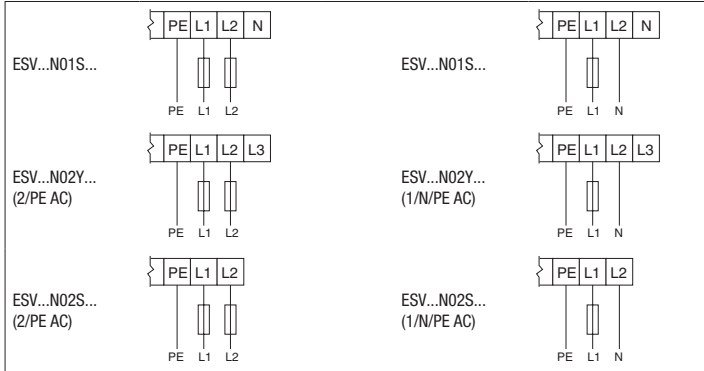 PE L1 L2 N
ESV...N01S...
PE L1 L2
PE L1 L2 N
ESV...N01S...
PE L1 N
PE L1 L2 L3
ESV...N02Y...
(2/PE AC)
PE L1 L2
PE L1 L2 L3
ESV...N02Y...
(1/N/PE AC)
PE L1 N
PE L1 L2
ESV...N02S...
(2/PE AC)
PE L1 L2
PE L1 L2
ESV...N02S...
(1/N/PE AC)
PE L1 N